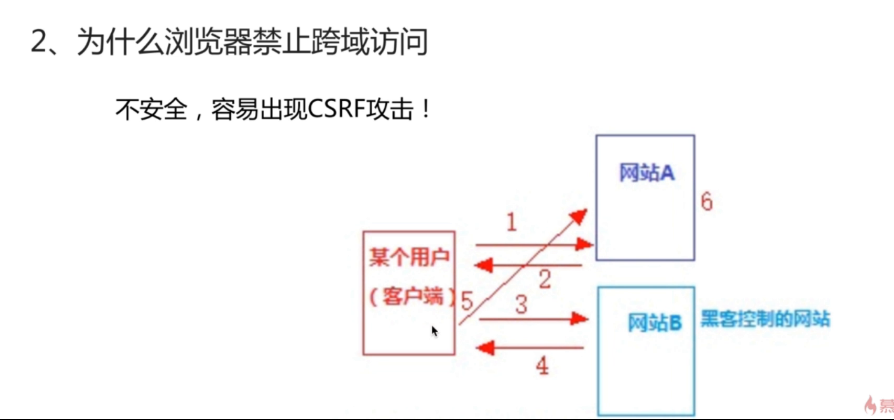 2、为什么浏览器禁止跨域访问
不安全，容易出现CSRF攻击！
网站A
6
1
某个用户
2
（客户端）
5
3
网站B
黑客控制的网站
4